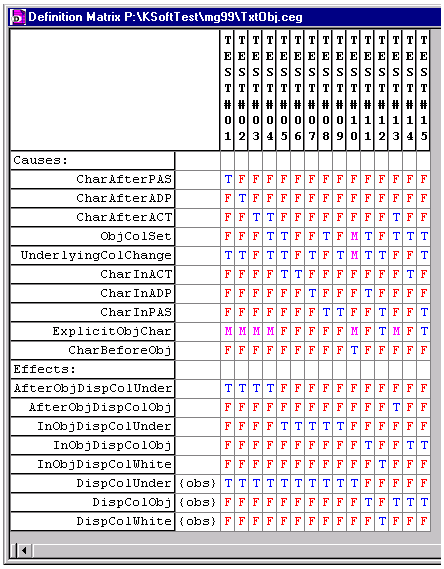 Definition Matrix P:\KSoftTest\mg99\TxtObj.ceg
TEST#01 TEST#02 TEST#03 TEST#04 TEST#05 TEST#06 TEST#07 TEST#08 TEST#09 TEST#10 TEST#11 TEST#12 TEST#13 TEST#14 TEST#15
Causes:
CharAfterPAS T F F F F F F F F F F F F F F
CharAfterADP F T F F F F F F F F F F F F F
CharAfterACT F F T T F F F F F F F F T F F
ObjColSet F F F T T F F T F M T F T T T
UnderlyingColChange T T F T T F T F T M T T F T F
CharInACT F F F F T T F F F F F F F T F
CharInADP F F F F F F T F F F T F F F F
CharInPAS F F F F F F F T T F F T F F T
ExplicitObjChar M M M M F F F F F M F T M F T
CharBeforeObj F F F F F F F F F T F F F F F
Effects:
AfterObjDispColUnder T T T T F F F F F F F F F F F
AfterObjDispColObj F F F F F F F F F F F F T F F
InObjDispColUnder F F F F T T T T T F F F F F F
InObjDispColObj F F F F F F F F F F T F F T T
InObjDispColWhite F F F F F F F F F F F T F F F
DispColUnder {obs} T T T T T T T T T T F F F F F
DispColObj {obs} F F F F F F F F F F T F T T T
DispColWhite {obs} F F F F F F F F F F F T F F F